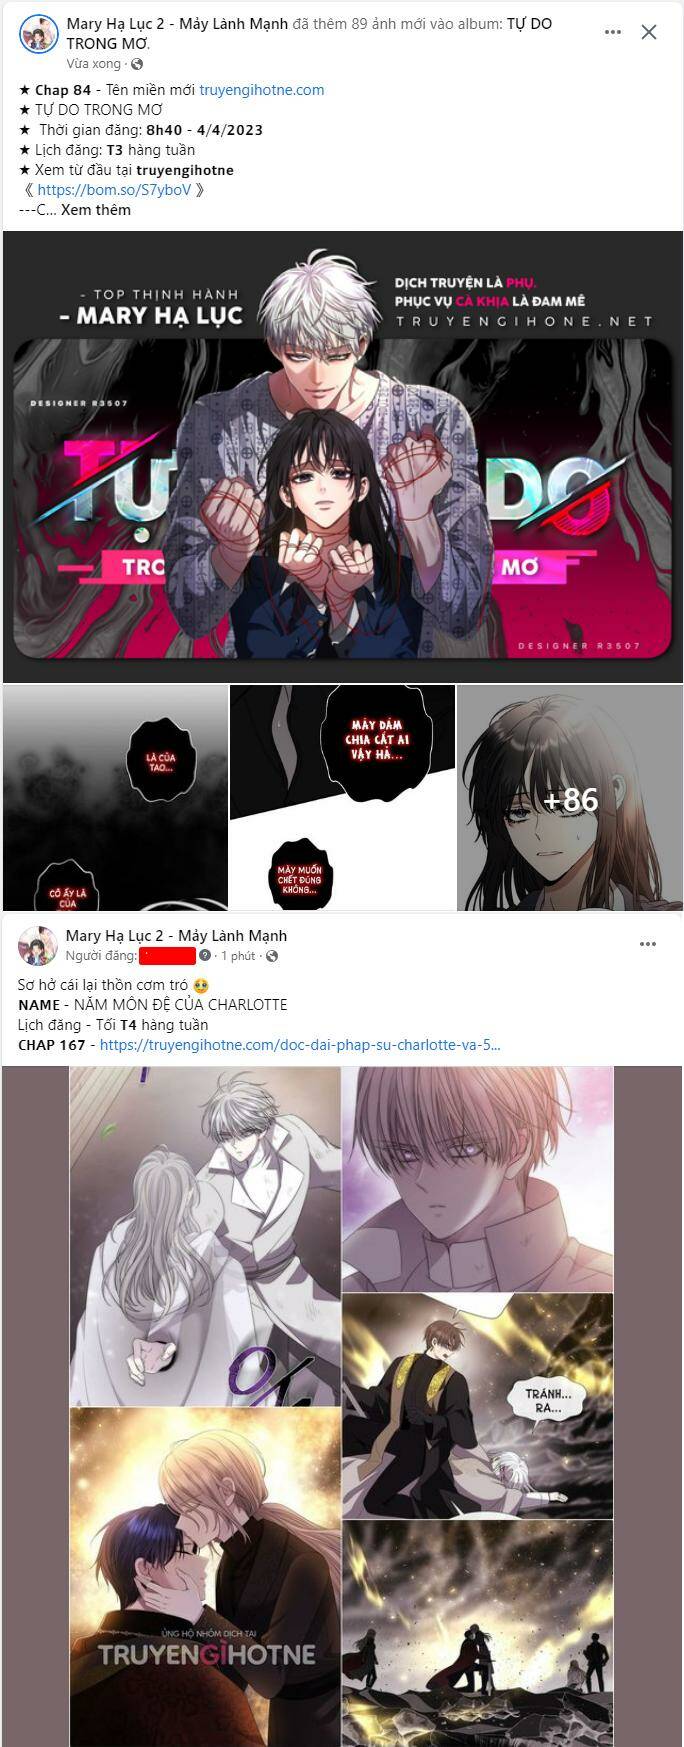 Mary Hạ Lục 2 - Mảy Lành Mạnh đã thêm 89 ảnh mới vào album: TỰ DO
TRONG MƠ.
Vừa xong ·
★ Chap 84 - Tên miền mới truyengihotne.com
★ TỰ DO TRONG MƠ
★ Thời gian đăng: 8h40 - 4/4/2023
★ Lịch đăng: T3 hàng tuần
★ Xem từ đầu tại truyengihotne
《 https://bom.so/S7yboV 》
---C... Xem thêm
- TOP THỊNH HÀNH
- MARY HẠ LỤC
DỊCH TRUYỆN LÀ PHỤ.
PHỤC VỤ CÀ KHỊA LÀ ĐAM MÊ
TRUYENGIHONE.NET
DESIGNER R3507
TỰ DO
TRO MƠ
DESIGNER R3507
LÀ CỦA
TAO...
CÔ ẤY LÀ
CỦA
MÀY DÁM
CHIA CẮT AI
VẬY HẢ...
MÀY MUỐN
CHẾT ĐÚNG
KHÔNG...
+86
Mary Hạ Lục 2 - Mảy Lành Mạnh
Người đăng: · 1 phút ·
Sơ hở cái lại thồn cơm tró 🥹
NAME - NĂM MÔN ĐỆ CỦA CHARLOTTE
Lịch đăng - Tối T4 hàng tuần
CHAP 167 - https://truyengihotne.com/doc-dai-phap-su-charlotte-va-5...
TRÁNH...
RA...
ỦNG HỘ NHÓM DỊCH TẠI
TRUYENGÌHOTNE